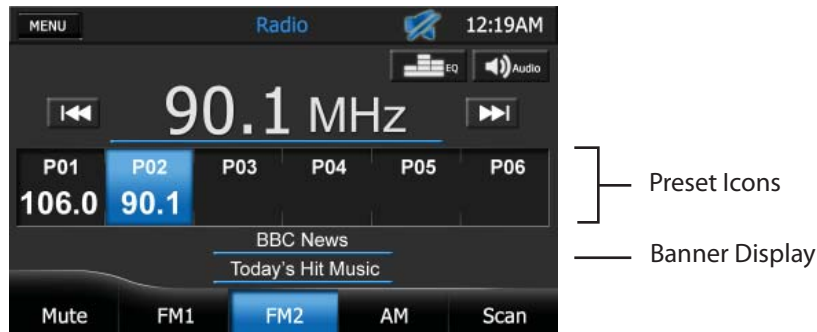 MENU Radio 12:19AM
EQ Audio
90.1 MHz
P01 P02 P03 P04 P05 P06
106.0 90.1
Preset Icons
BBC News
Banner Display
Today's Hit Music
Mute FM1 FM2 AM Scan